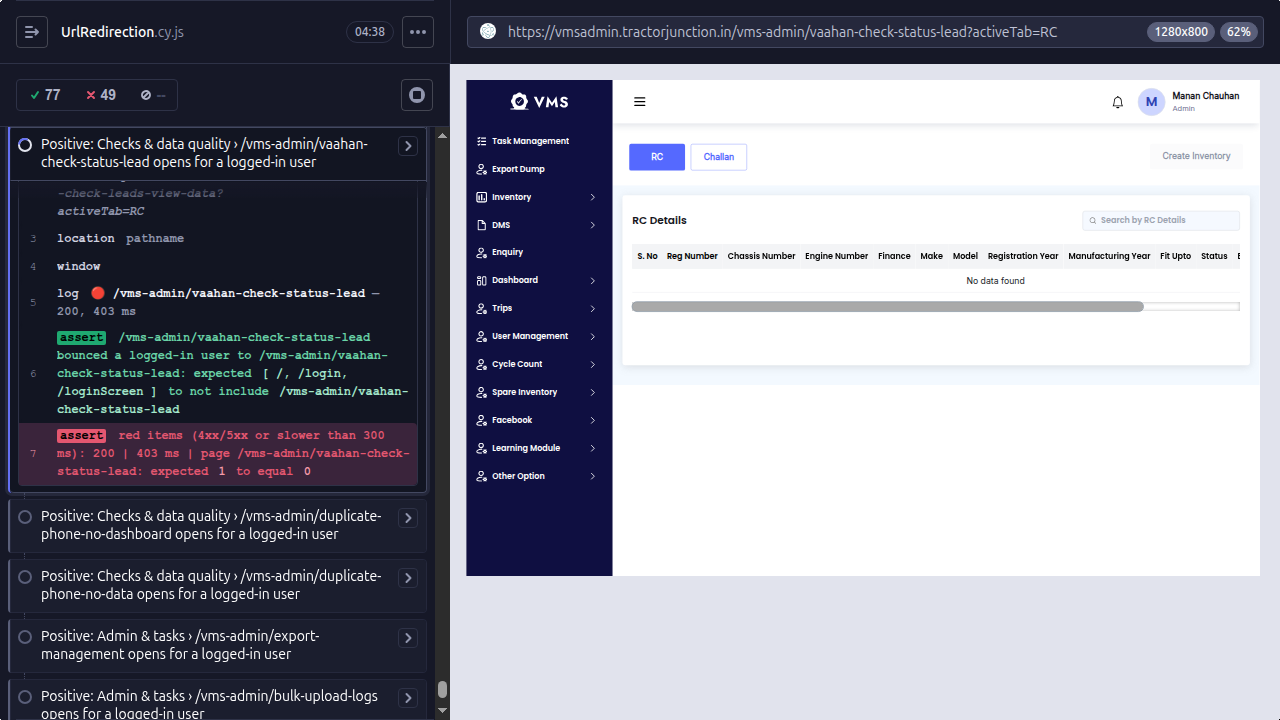 UrlRedirection.cy.js
04:38
77
49
--
Positive: Checks & data quality › /vms-admin/vaahan-
check-status-lead opens for a logged-in user
-check-leads-view-data?
activeTab=RC
3 location pathname
4 window
5 log 🔴 /vms-admin/vaahan-check-status-lead —
200, 403 ms
6 assert /vms-admin/vaahan-check-status-lead
bounced a logged-in user to /vms-admin/vaahan-
check-status-lead: expected [ /, /login,
/loginScreen ] to not include /vms-admin/vaahan-
check-status-lead
7 assert red items (4xx/5xx or slower than 300
ms): 200 | 403 ms | page /vms-admin/vaahan-check-
status-lead: expected 1 to equal 0
Positive: Checks & data quality › /vms-admin/duplicate-
phone-no-dashboard opens for a logged-in user
Positive: Checks & data quality › /vms-admin/duplicate-
phone-no-data opens for a logged-in user
Positive: Admin & tasks › /vms-admin/export-
management opens for a logged-in user
Positive: Admin & tasks › /vms-admin/bulk-upload-logs
opens for a logged-in user
https://vmsadmin.tractorjunction.in/vms-admin/vaahan-check-status-lead?activeTab=RC
1280x800
62%
VMS
Task Management
Export Dump
Inventory
DMS
Enquiry
Dashboard
Trips
User Management
Cycle Count
Spare Inventory
Facebook
Learning Module
Other Option
M
Manan Chauhan
Admin
RC
Challan
Create Inventory
RC Details
Search by RC Details
S. No Reg Number Chassis Number Engine Number Finance Make Model Registration Year Manufacturing Year Fit Upto Status
No data found